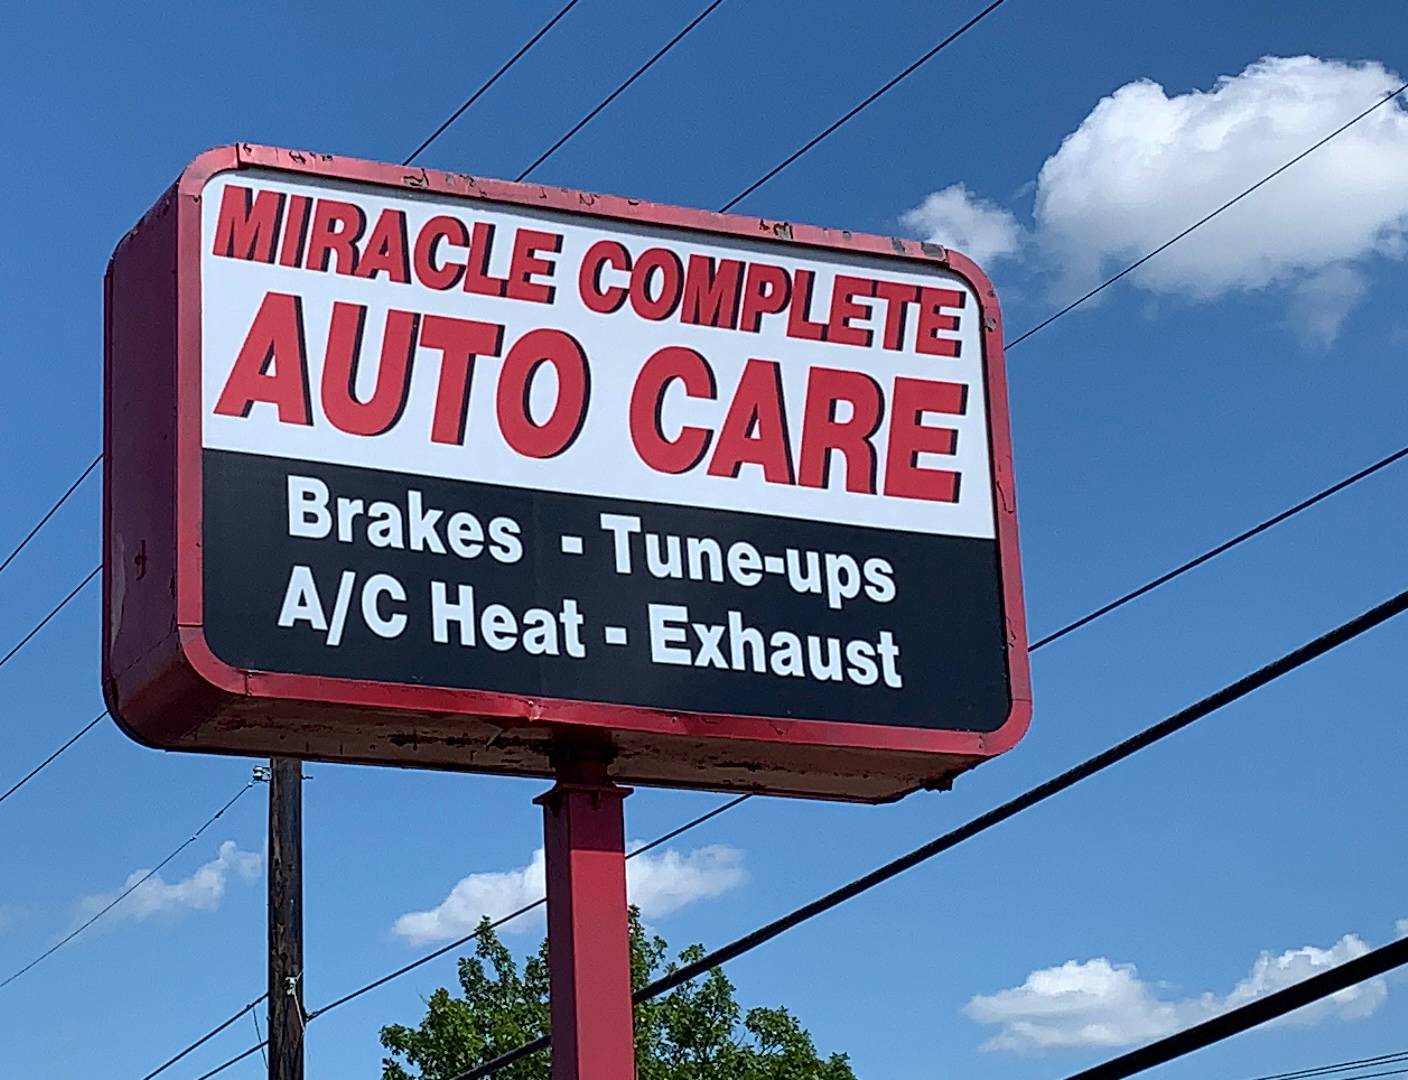 MIRACLE COMPLETE
AUTO CARE
Brakes - Tune-ups
A/C Heat - Exhaust